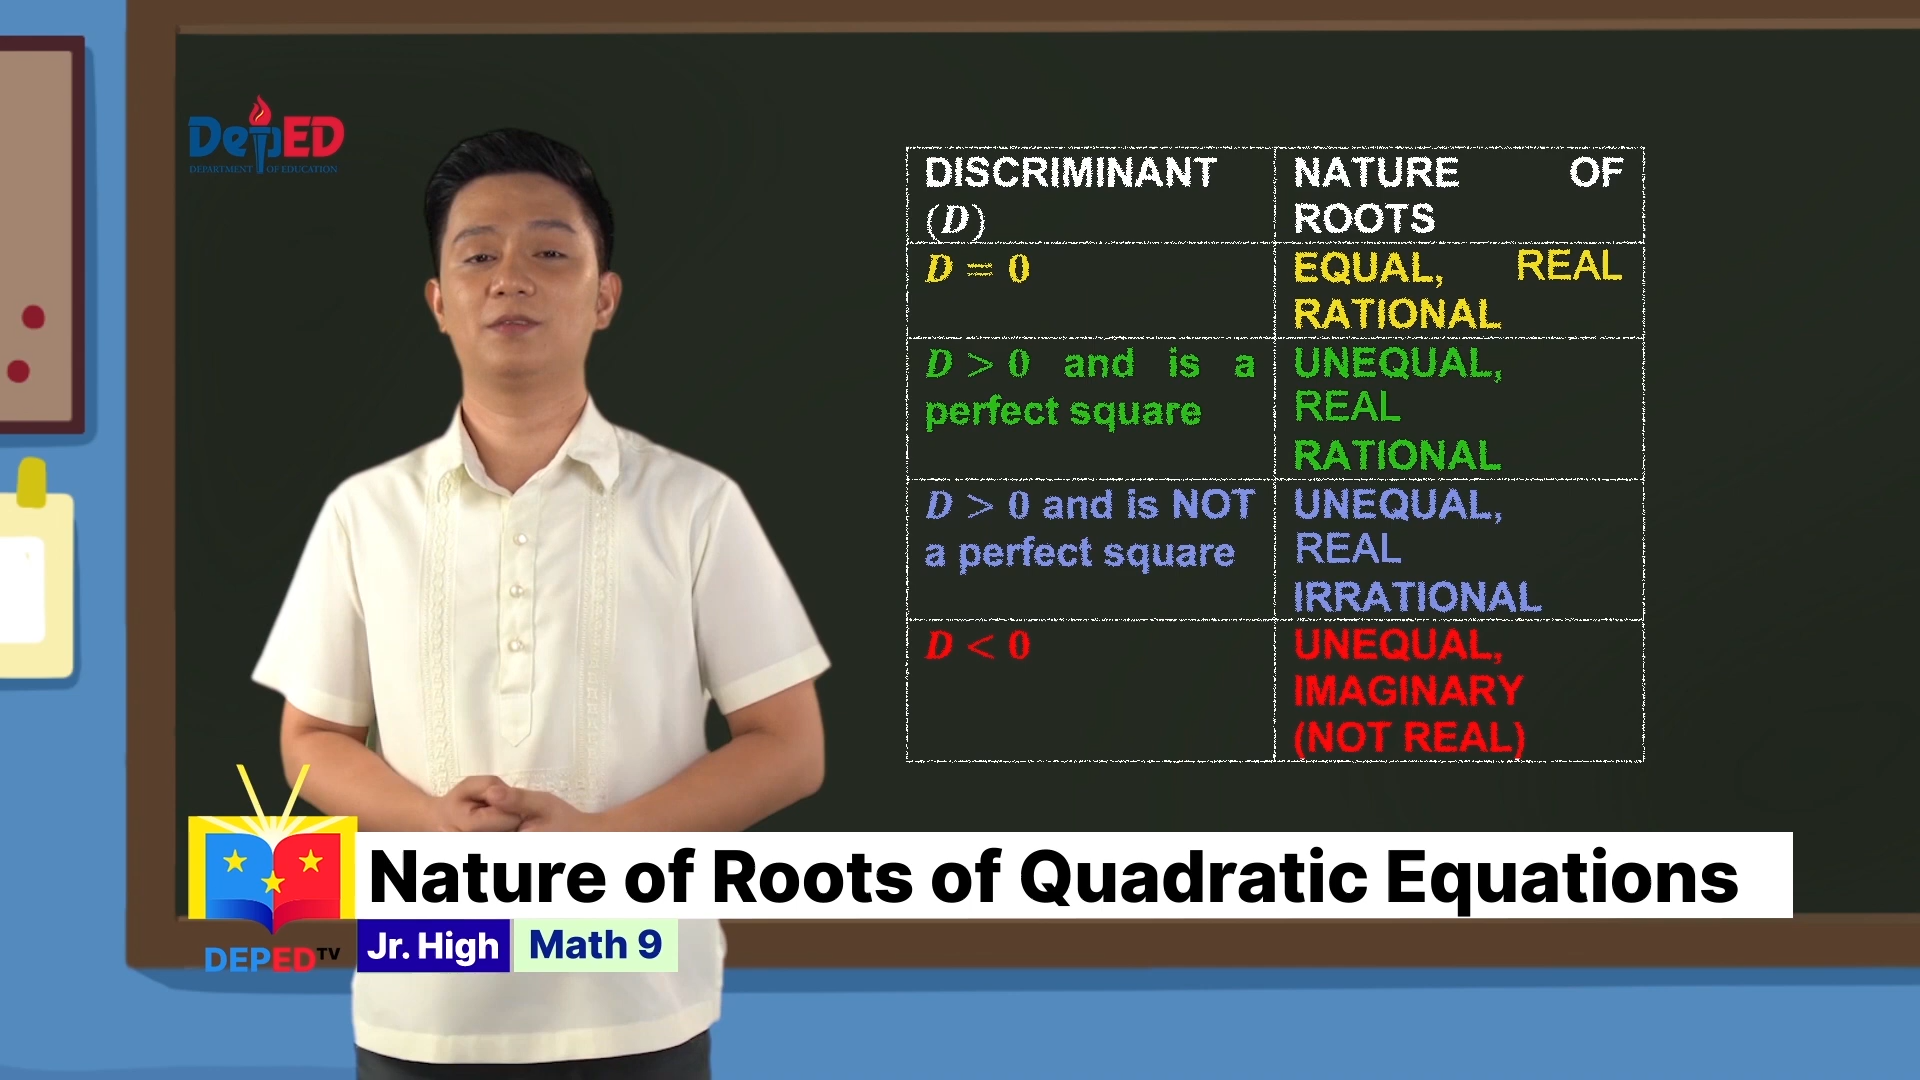 DepED
DEPARTMENT OF EDUCATION
DISCRIMINANT
(D)
NATURE OF
ROOTS
D = 0
EQUAL, REAL
RATIONAL
D > 0 and is a
perfect square
UNEQUAL,
REAL
RATIONAL
D > 0 and is NOT
a perfect square
UNEQUAL,
REAL
IRRATIONAL
D < 0
UNEQUAL,
IMAGINARY
(NOT REAL)
Nature of Roots of Quadratic Equations
Jr. High
Math 9
DEPED TV